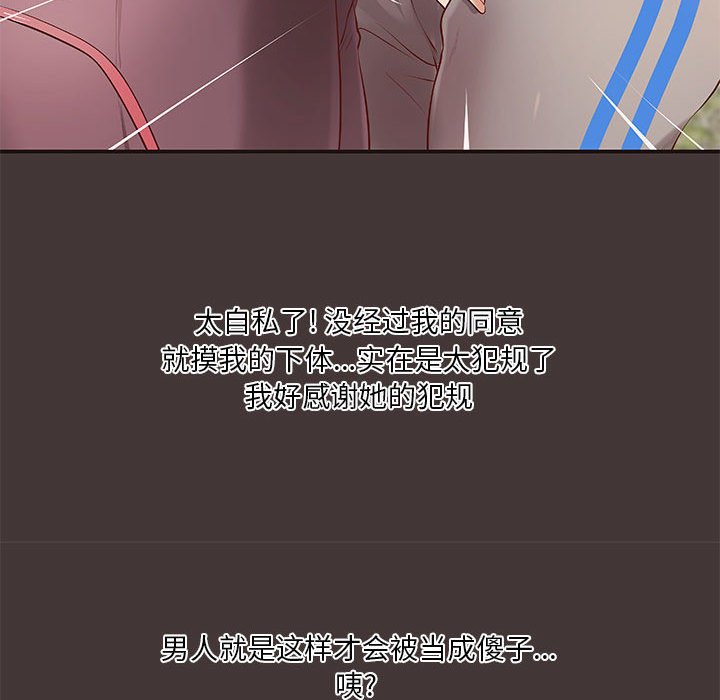 太自私了！没经过我的同意
就摸我的下体...实在是太犯规了
我好感谢她的犯规
男人就是这样才会被当成傻子...
咦?